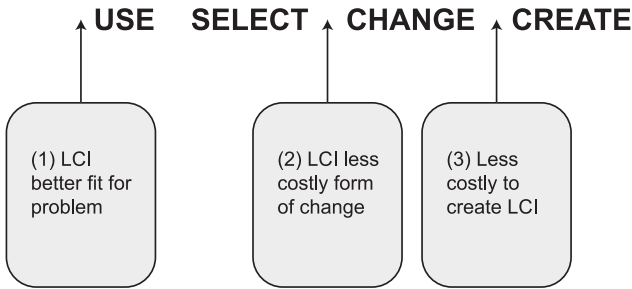 USE SELECT CHANGE CREATE
(1) LCI
better fit for
problem
(2) LCI less
costly form
of change
(3) Less
costly to
create LCI